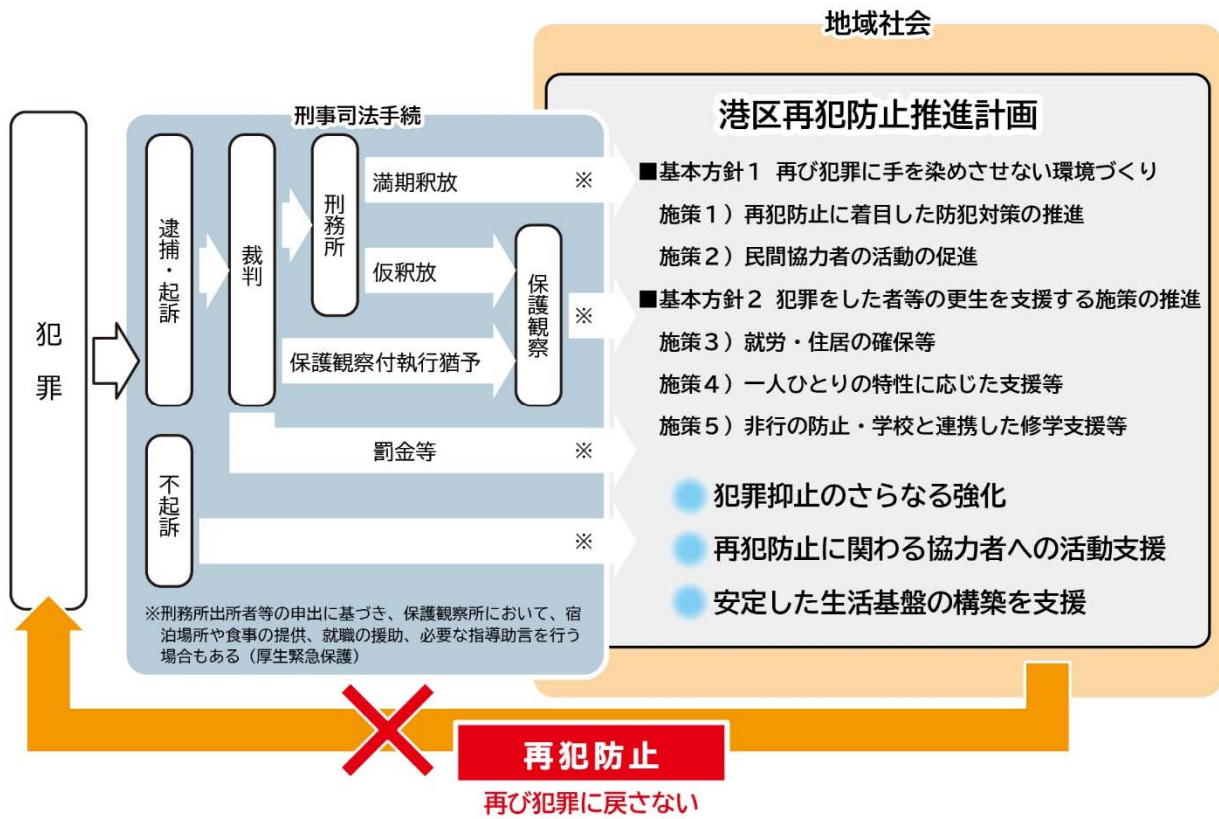 地域社会
刑事司法手続
犯罪
逮捕・起訴
不起訴
裁判
刑務所
満期釈放
※
仮釈放
保護観察付執行猶予
保護観察
※
罰金等
※
※
※刑務所出所者等の申出に基づき、保護観察所において、宿
泊場所や食事の提供、就職の援助、必要な指導助言を行う
場合もある（厚生緊急保護）
港区再犯防止推進計画
■基本方針１ 再び犯罪に手を染めさせない環境づくり
施策１）再犯防止に着目した防犯対策の推進
施策２）民間協力者の活動の促進
■基本方針２ 犯罪をした者等の更生を支援する施策の推進
施策３）就労・住居の確保等
施策４）一人ひとりの特性に応じた支援等
施策５）非行の防止・学校と連携した修学支援等
犯罪抑止のさらなる強化
再犯防止に関わる協力者への活動支援
安定した生活基盤の構築を支援
再犯防止
再び犯罪に戻さない